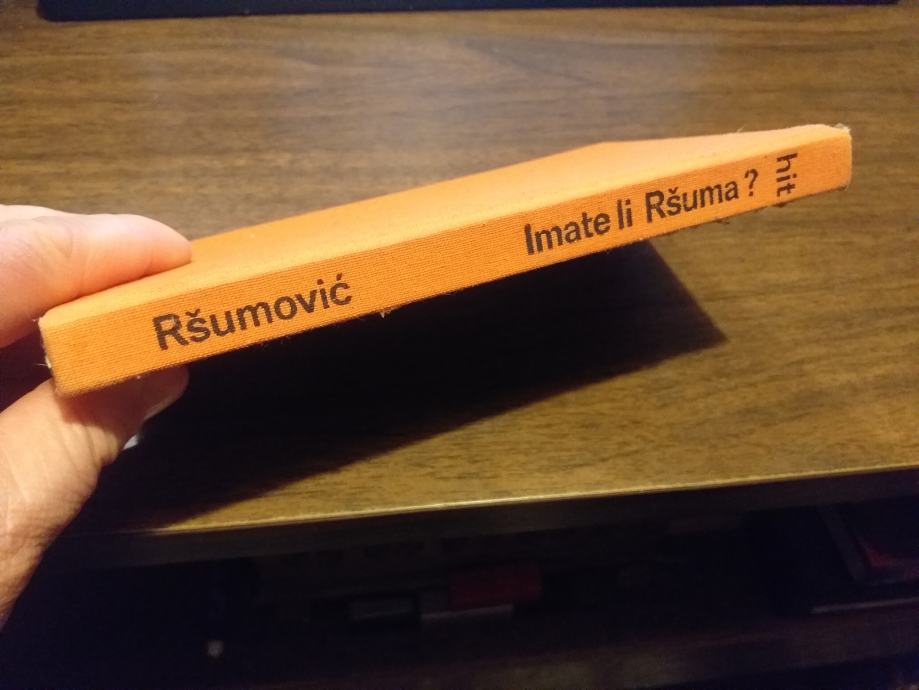 Ršumović
Imate li Ršuma?
hit